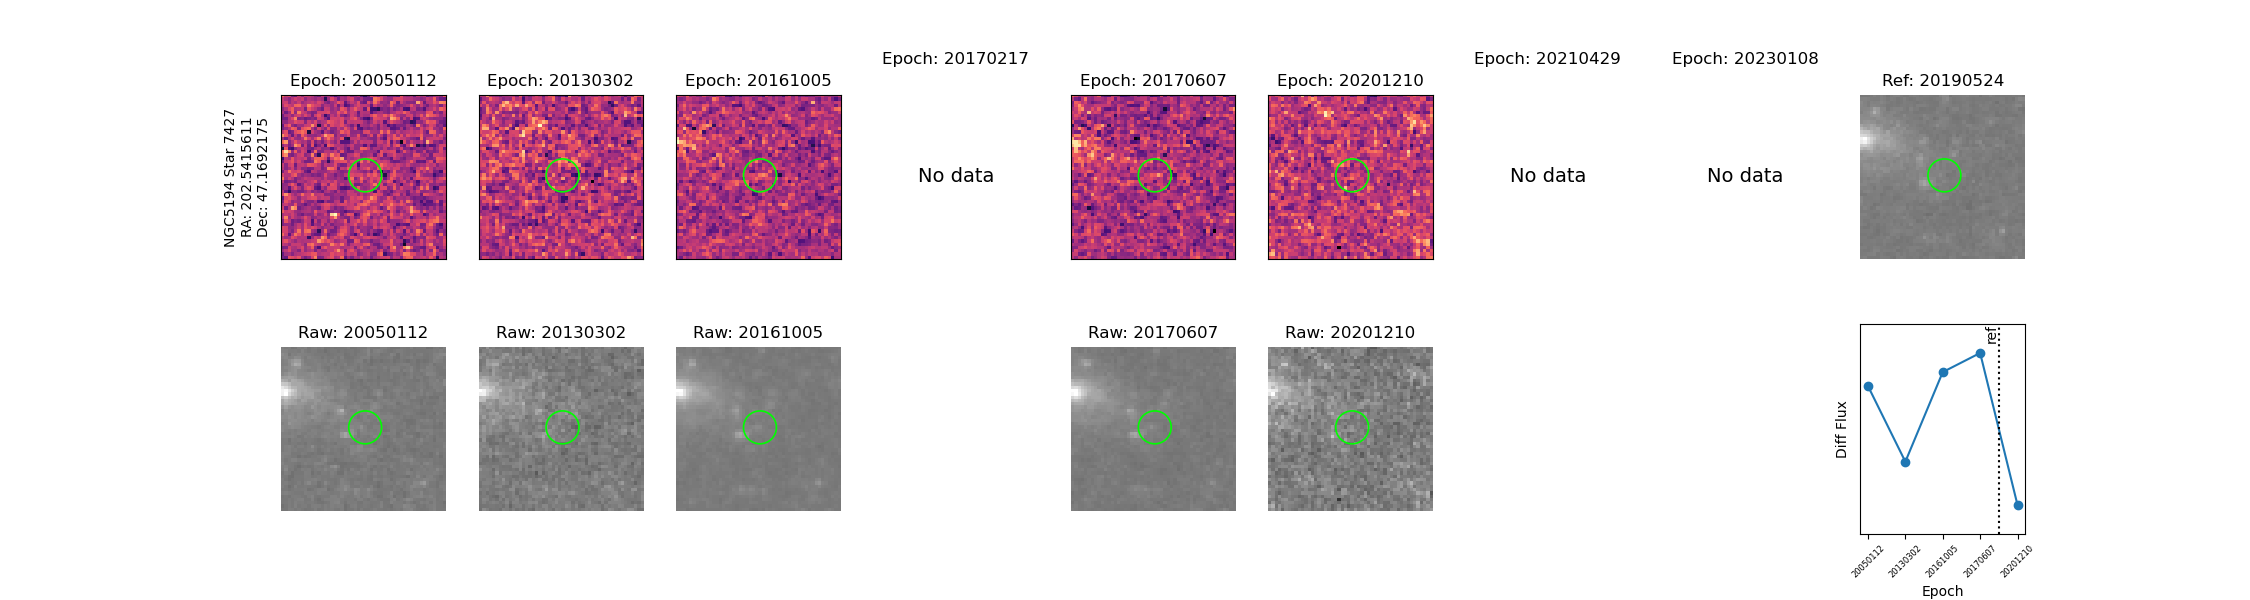 NGC5194 Star 7427
RA: 202.5415611
Dec: 47.1692175
Epoch: 20050112
Epoch: 20130302
Epoch: 20161005
Epoch: 20170217
No data
Epoch: 20170607
Epoch: 20201210
Epoch: 20210429
No data
Epoch: 20230108
No data
Ref: 20190524
Raw: 20050112
Raw: 20130302
Raw: 20161005
Raw: 20170607
Raw: 20201210
ref
Diff Flux
20050112
20130302
20161005
20170607
20201210
Epoch